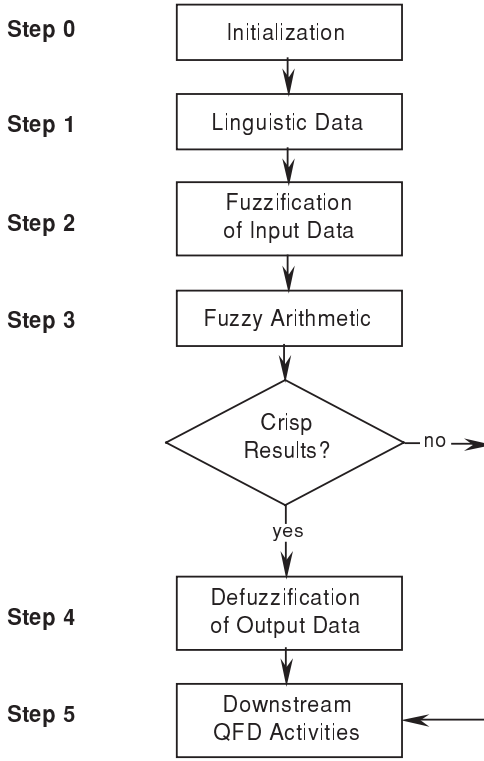 Step 0
Initialization
Step 1
Linguistic Data
Step 2
Fuzzification
of Input Data
Step 3
Fuzzy Arithmetic
Crisp
Results?
no
yes
Step 4
Defuzzification
of Output Data
Step 5
Downstream
QFD Activities